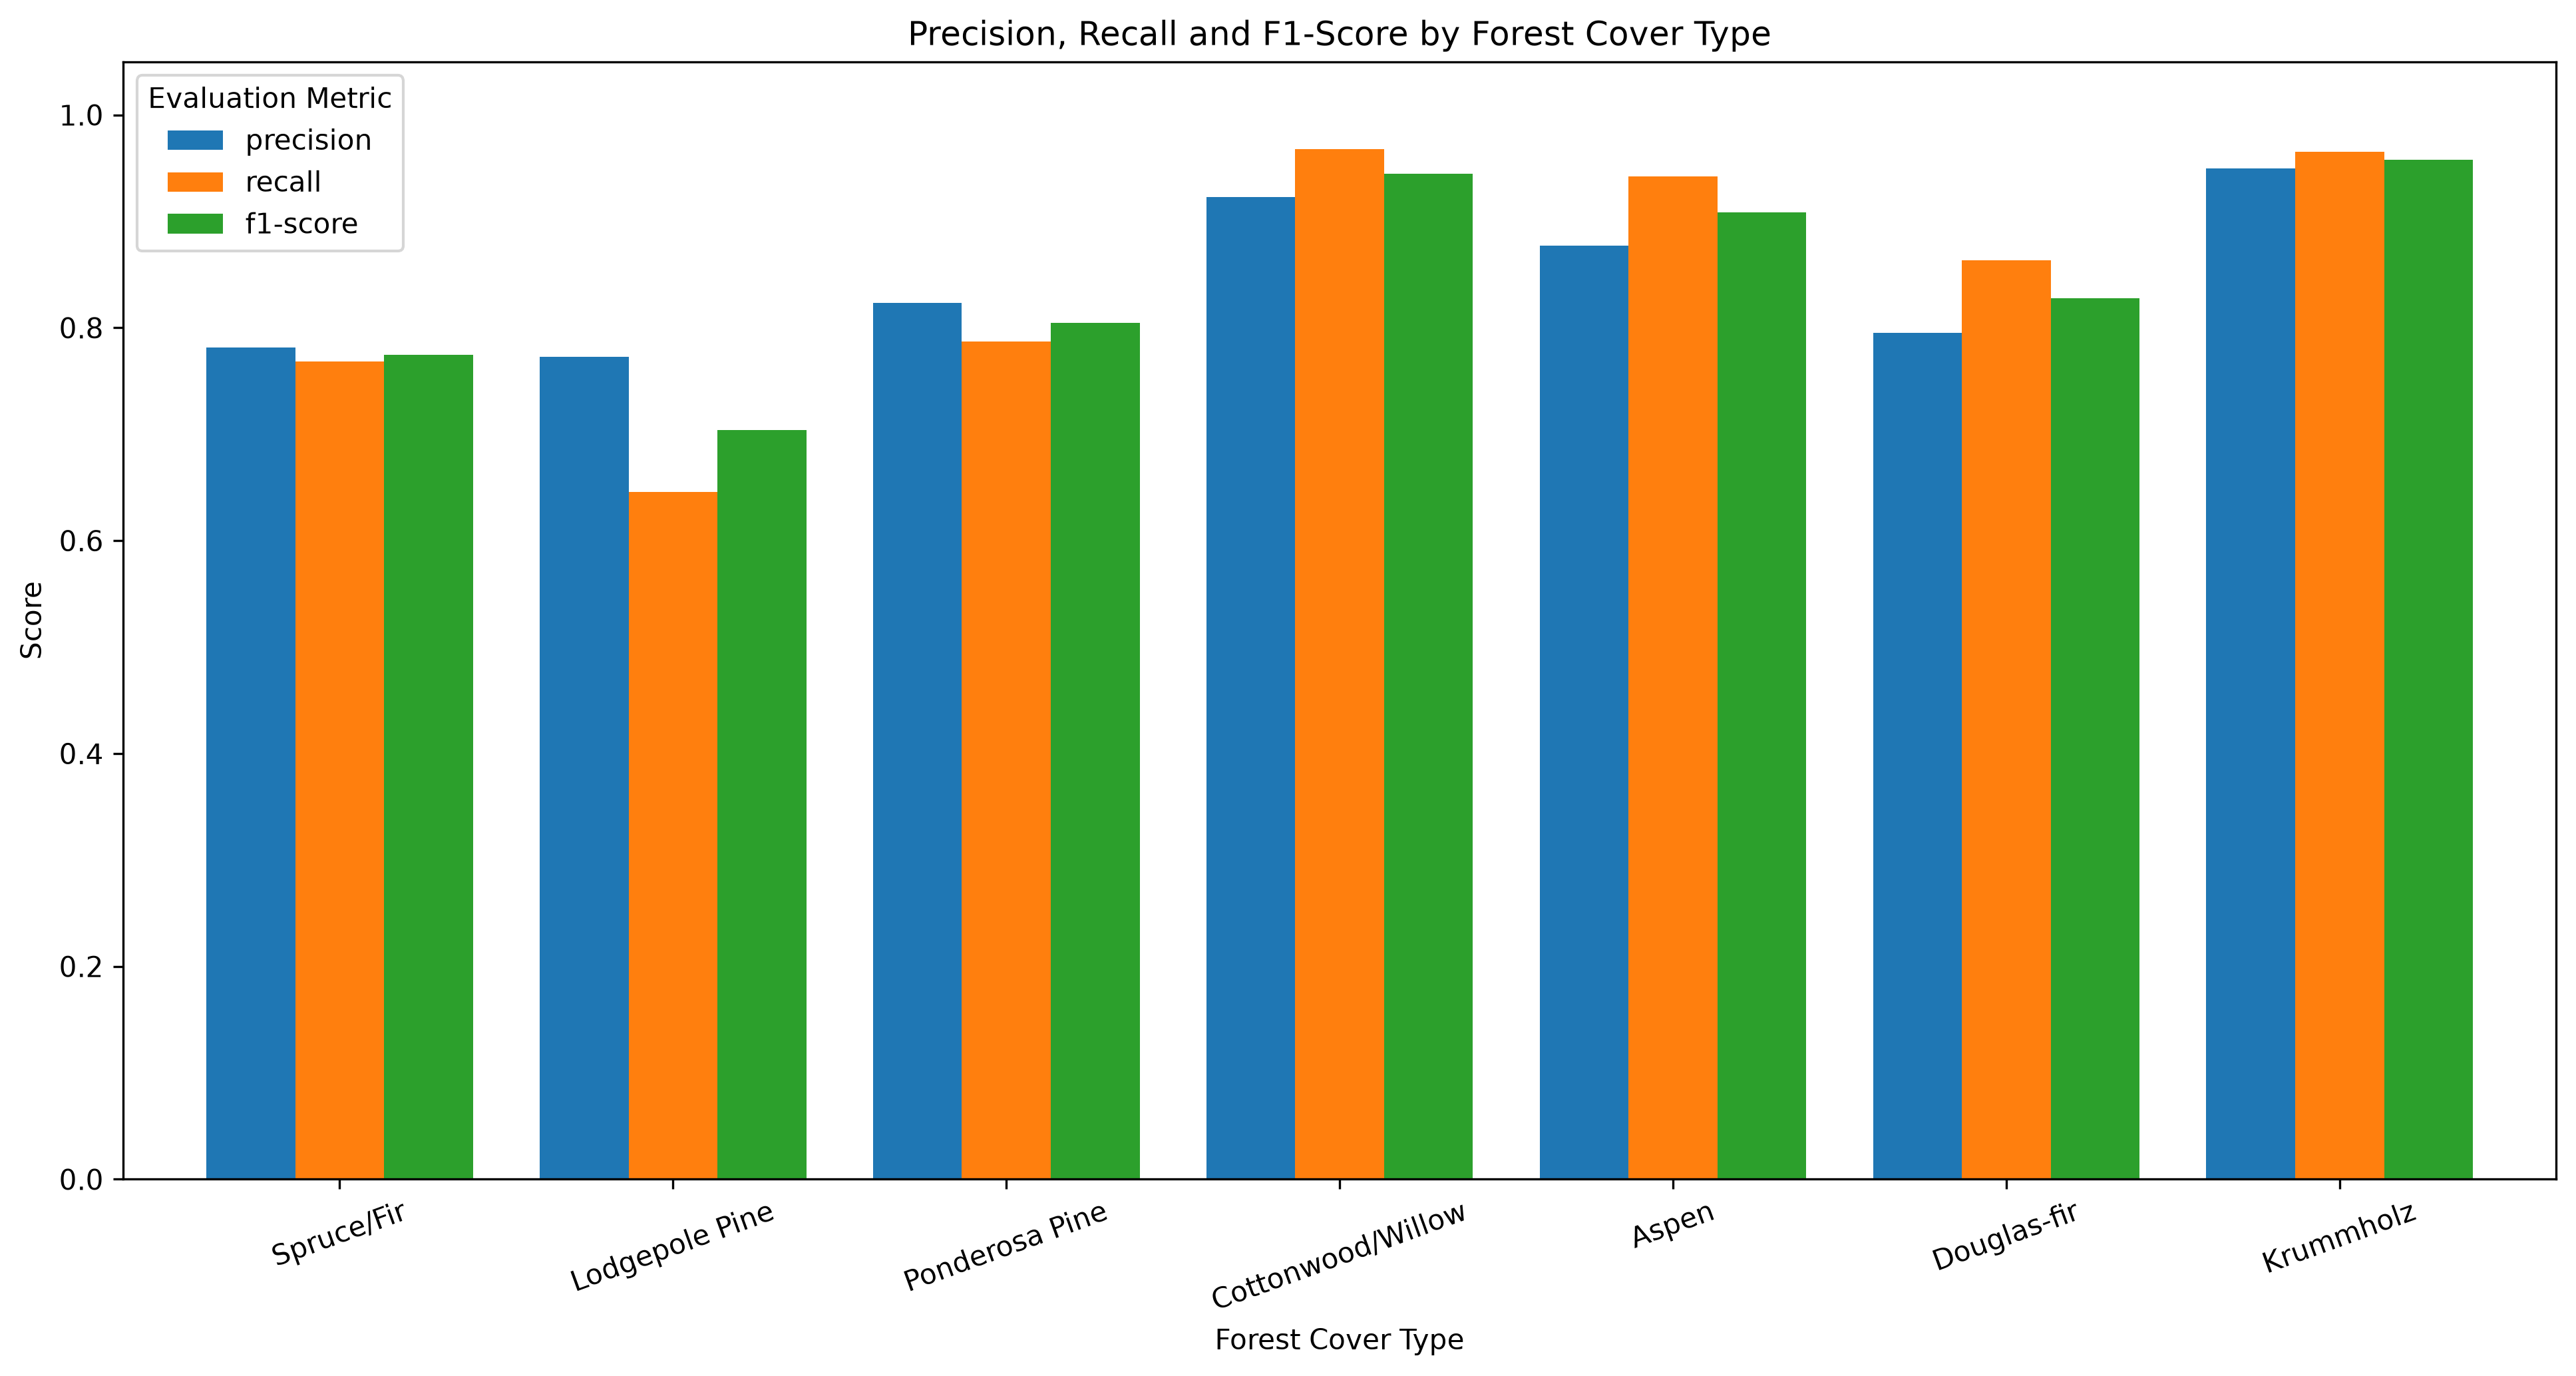 Precision, Recall and F1-Score by Forest Cover Type
Evaluation Metric
precision
recall
f1-score
1.0
0.8
0.6
0.4
0.2
0.0
Score
Spruce/Fir
Lodgepole Pine
Ponderosa Pine
Cottonwood/Willow
Aspen
Douglas-fir
Krummholz
Forest Cover Type